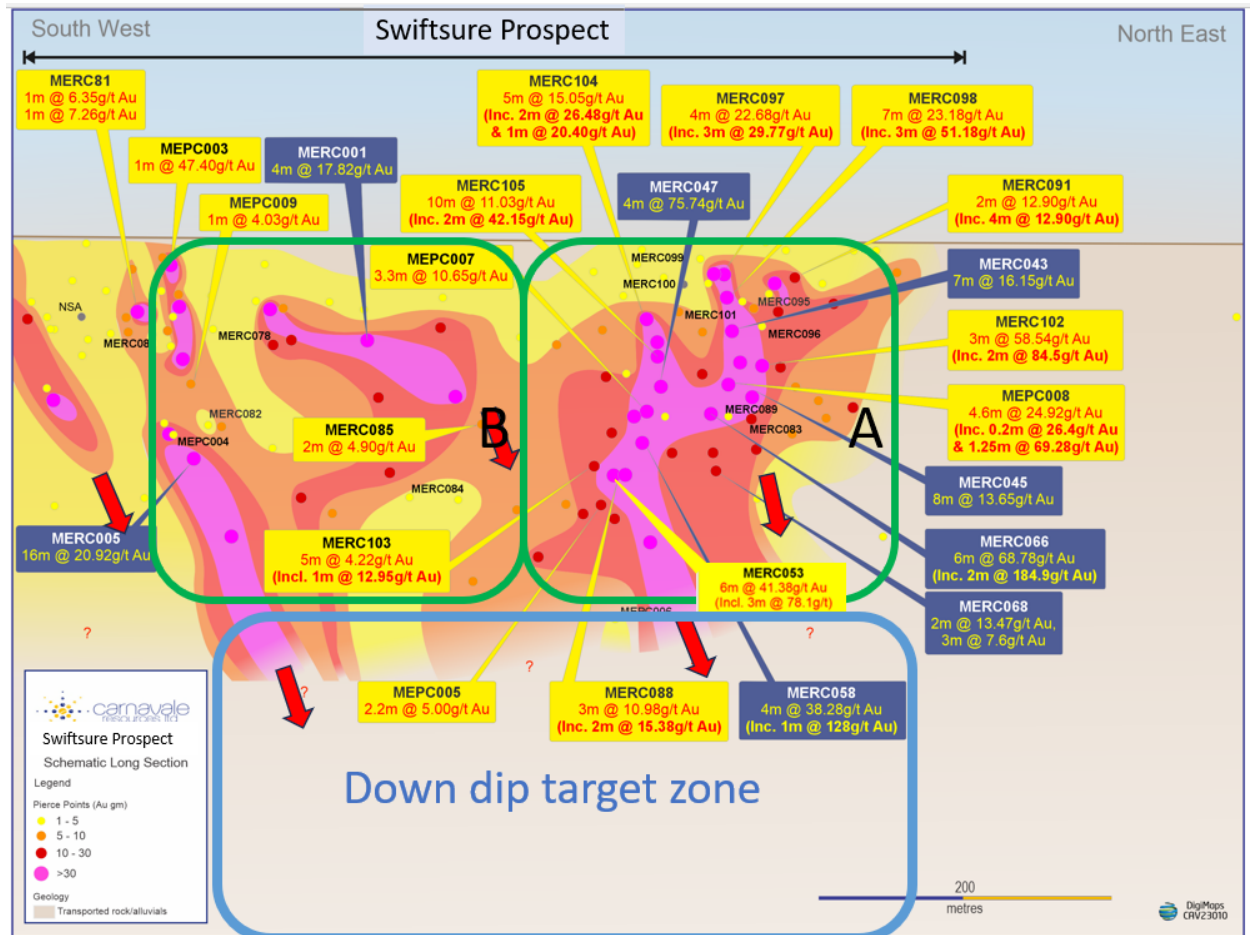 South West
Swiftsure Prospect
North East
MERC81
1m @ 6.35g/t Au
1m @ 7.26g/t Au
MEPC003
1m @ 47.40g/t Au
MEPC009
1m @ 4.03g/t Au
MERC001
4m @ 17.82g/t Au
MERC104
5m @ 15.05g/t Au
(Inc. 2m @ 26.48g/t Au
& 1m @ 20.40g/t Au)
MERC105
10m @ 11.03g/t Au
(Inc. 2m @ 42.15g/t Au)
MEPC007
3.3m @ 10.65g/t Au
MERC047
4m @ 75.74g/t Au
MERC097
4m @ 22.68g/t Au
(Inc. 3m @ 29.77g/t Au)
MERC098
7m @ 23.18g/t Au
(Inc. 3m @ 51.18g/t Au)
MERC091
2m @ 12.90g/t Au
(Inc. 4m @ 12.90g/t Au)
MERC043
7m @ 16.15g/t Au
MERC102
3m @ 58.54g/t Au
(Inc. 2m @ 84.5g/t Au)
MEPC008
4.6m @ 24.92g/t Au
(Inc. 0.2m @ 26.4g Au
& 1.25m @ 69.28g/t Au)
MERC045
8m @ 13.65g/t Au
MERC066
6m @ 68.78g/t Au
(Inc. 2m @ 184.9g/t Au)
MERC068
2m @ 13.47g/t Au,
3m @ 7.6g/t Au
NSA
MERC08
MERC078
MERC082
MEPC004
MERC099
MERC100
MERC101
MERC095
MERC096
MERC089
MERC083
B
A
MERC085
2m @ 4.90g/t Au
MERC084
MERC005
16m @ 20.92g/t Au
MERC103
5m @ 4.22g/t Au
(Incl. 1m @ 12.95g/t Au)
MERC053
6m @ 41.38g/t Au
(Incl. 3m @ 78.1g/t)
?
?
?
?
MEPC005
2.2m @ 5.00g/t Au
MERC088
3m @ 10.98g/t Au
(Inc. 2m @ 15.38g/t Au)
MERC058
4m @ 38.28g/t Au
(Inc. 1m @ 128g/t Au)
Down dip target zone
carnavale
resources ltd
Swiftsure Prospect
Schematic Long Section
Legend
Pierce Points (Au gm)
1 - 5
5 - 10
10 - 30
>30
Geology
Transported rock/alluvials
200
metres
DigiMaps
CAV23010